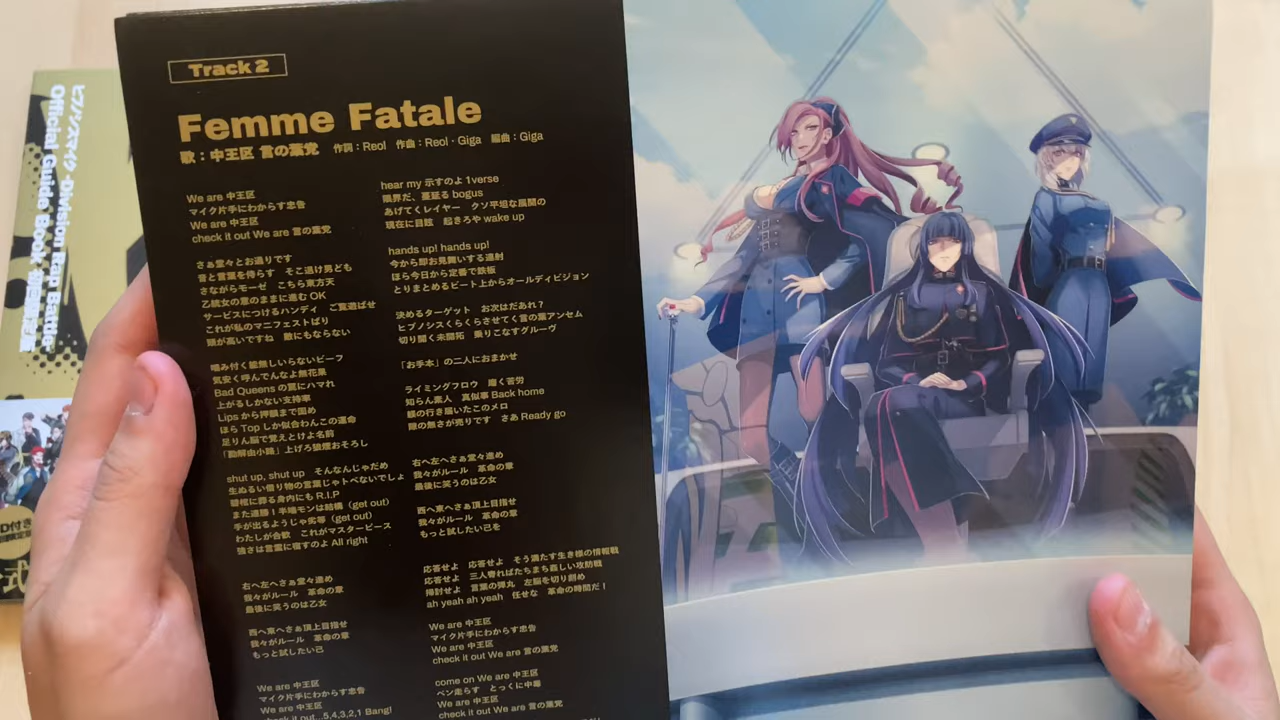 Track 2
Femme Fatale
歌：中王区 言の葉党 作詞：Reol 作曲：Reol・Giga 編曲：Giga
We are 中王区
マイク片手にわからす忠告
We are 中王区
check it out We are 言の葉党
さぁ堂々とお通りです
音と言葉を侍らす そこ退け男ども
さながらモーゼ こちら東方天
乙統女の意のままに進む OK
サービスにつけるハンディ ご覧遊ばせ
これが私のマニフェストばり
頭が高いですね 敵にもならない
噛み付く能無しいらないビーフ
気安く呼んでんなよ無花果
Bad Queens の罠にハマれ
上がるしかない支持率
Lips から押韻まで固め
ほら Top しか似合わんこの運命
足りん脳で覚えとけよ名前
「勘解由小路」上げろ狼煙おそろし
shut up, shut up そんなんじゃだめ
生ぬるい借り物の言葉じゃトベないでしょ
碧棺に葬る身内にも R.I.P
また連勝！半端モンは結構（get out）
手が出るようじゃ劣等（get out）
わたしが合歓 これがマスターピース
強さは言霊に宿すのよ All right
右へ左へさぁ堂々進め
我々がルール 革命の章
最後に笑うのは乙女
西へ東へさぁ頂上目指せ
我々がルール 革命の章
もっと試したい己
We are 中王区
マイク片手にわからす忠告
We are 中王区
check it out...5,4,3,2,1 Bang!
hear my 示すのよ 1verse
限界だ、蔓延る bogus
あげてくレイヤー クソ平坦な展開の
現在に目眩 起きろや wake up
hands up! hands up!
今から即お見舞いする連射
ほら今日から定番で鉄板
とりまとめるビート上からオールディビジョン
決めるターゲット お次はだあれ？
ヒプノシスくらくらさせてく言の葉アンセム
切り開く未開拓 乗りこなすグルーヴ
「お手本」の二人におまかせ
ライミングフロウ 磨く苦労
知らん素人 真似事 Back home
蝶の行き届いたこのメロ
隙の無さが売りです さあ Ready go
右へ左へさぁ堂々進め
我々がルール 革命の章
最後に笑うのは乙女
西へ東へさぁ頂上目指せ
我々がルール 革命の章
もっと試したい己を
応答せよ 応答せよ そう満たす生き様の情報戦
応答せよ 三人寄ればたちまち姦しい攻防戦
掃討せよ 言葉の弾丸 左脳を切り刻め
ah yeah ah yeah 任せな 革命の時間だ！
We are 中王区
マイク片手にわからす忠告
We are 中王区
check it out We are 言の葉党
come on We are 中王区
ペン走らす とっくに中毒
We are 中王区
check it out We are 言の葉党
ヒプノシスマイク -Division Rap Battle-
Official Guide Book